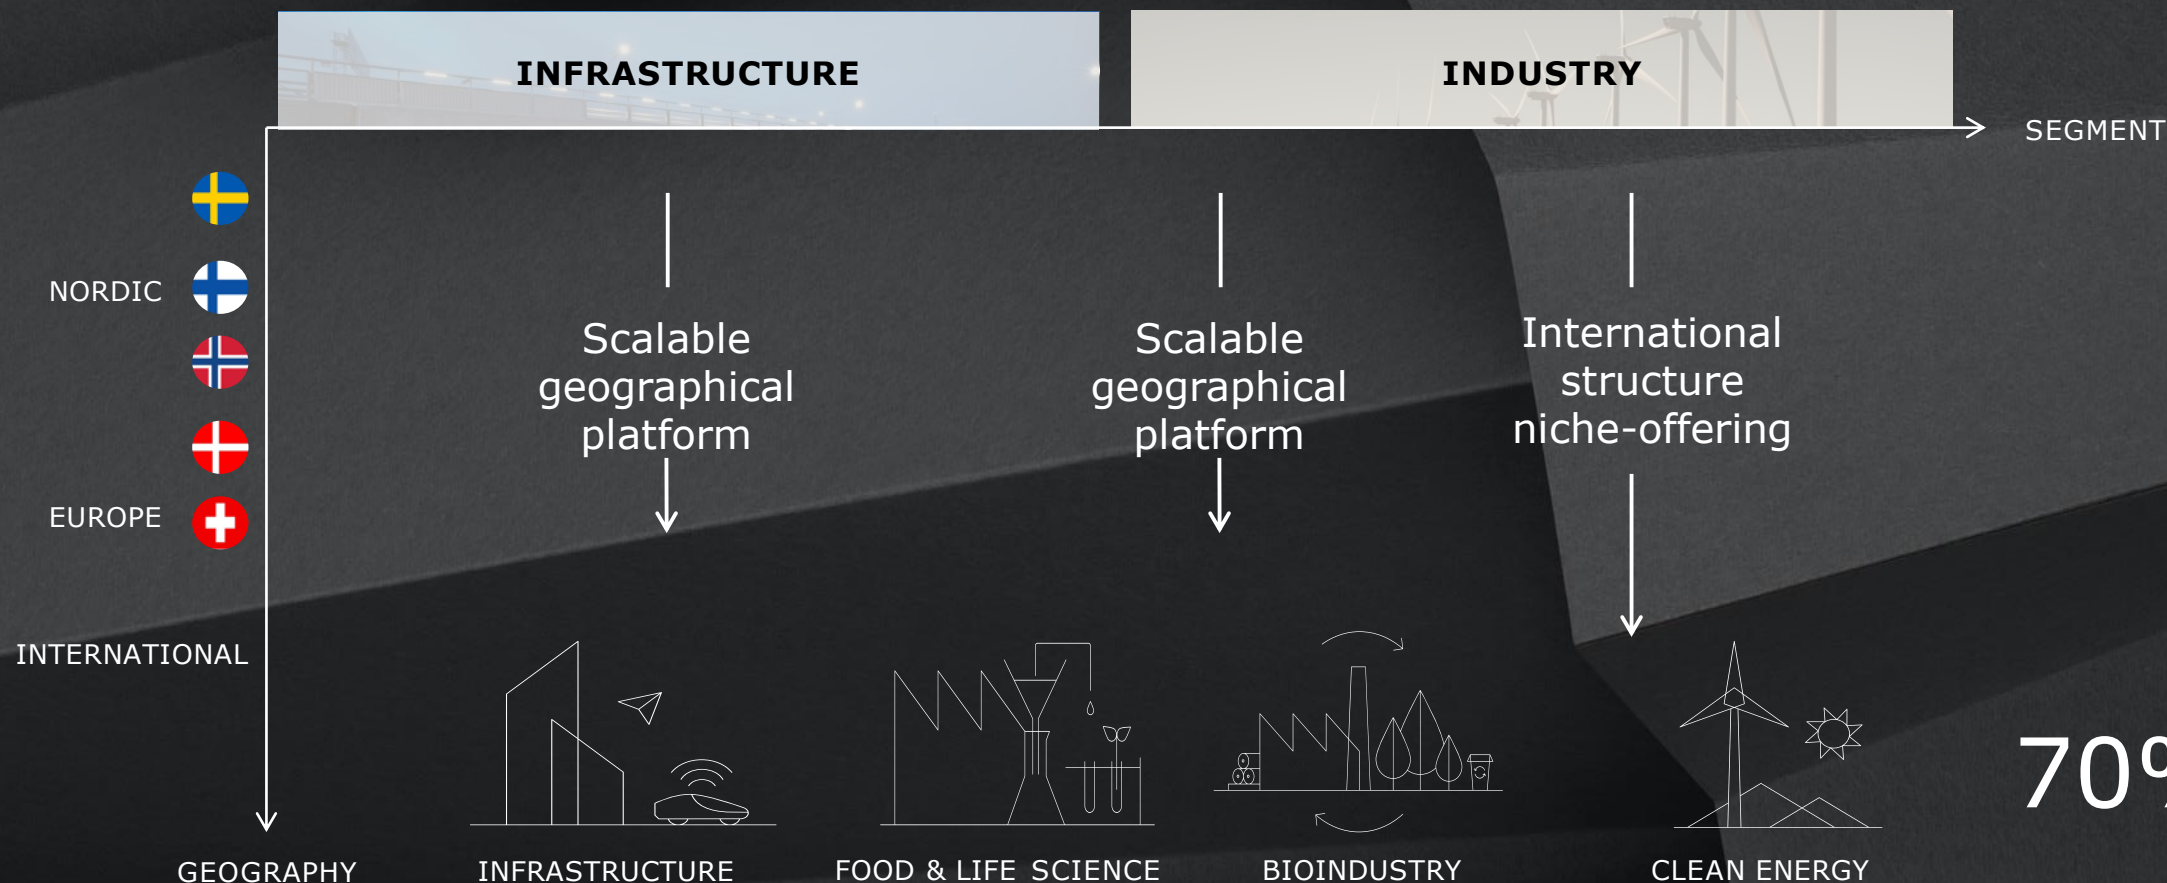 INFRASTRUCTURE
INDUSTRY
SEGMENT
NORDIC
EUROPE
INTERNATIONAL
GEOGRAPHY
Scalable
geographical
platform
Scalable
geographical
platform
International
structure
niche-offering
INFRASTRUCTURE
FOOD & LIFE SCIENCE
BIOINDUSTRY
CLEAN ENERGY
70%